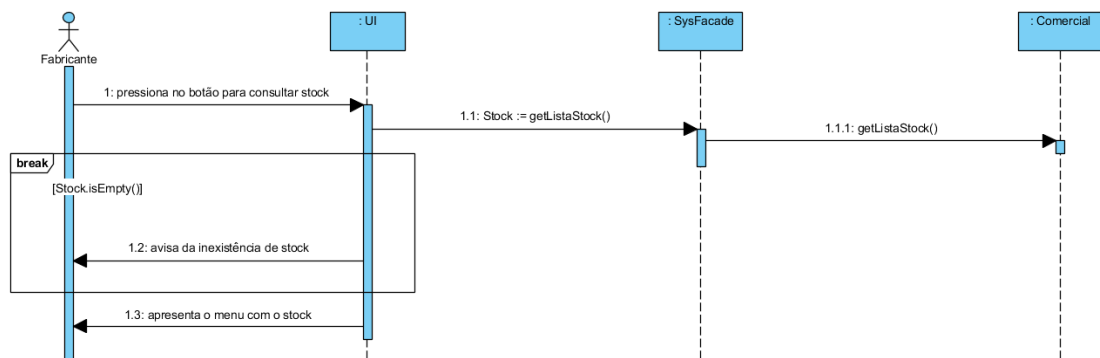 : UI
: SysFacade
: Comercial
Fabricante
1: pressiona no botão para consultar stock
1.1: Stock := getListaStock()
1.1.1: getListaStock()
break
[Stock.isEmpty()]
1.2: avisa da inexistência de stock
1.3: apresenta o menu com o stock